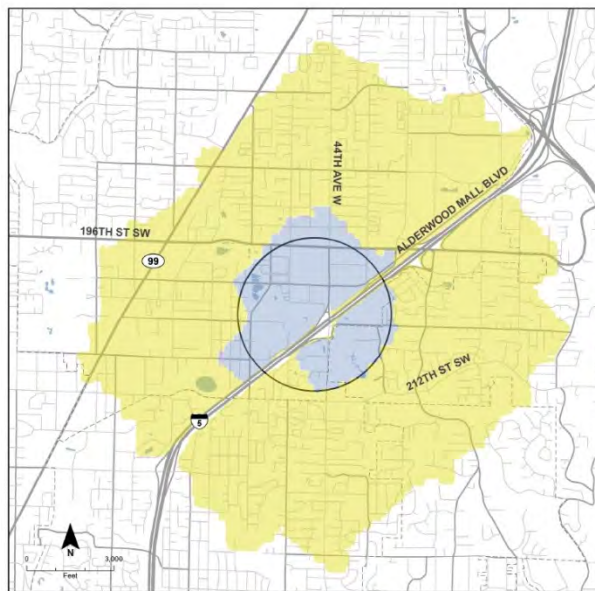 44TH AVE W
ALDERWOOD MALL BLVD
196TH ST SW
99
212TH ST SW
5
N
0 3,000
Feet